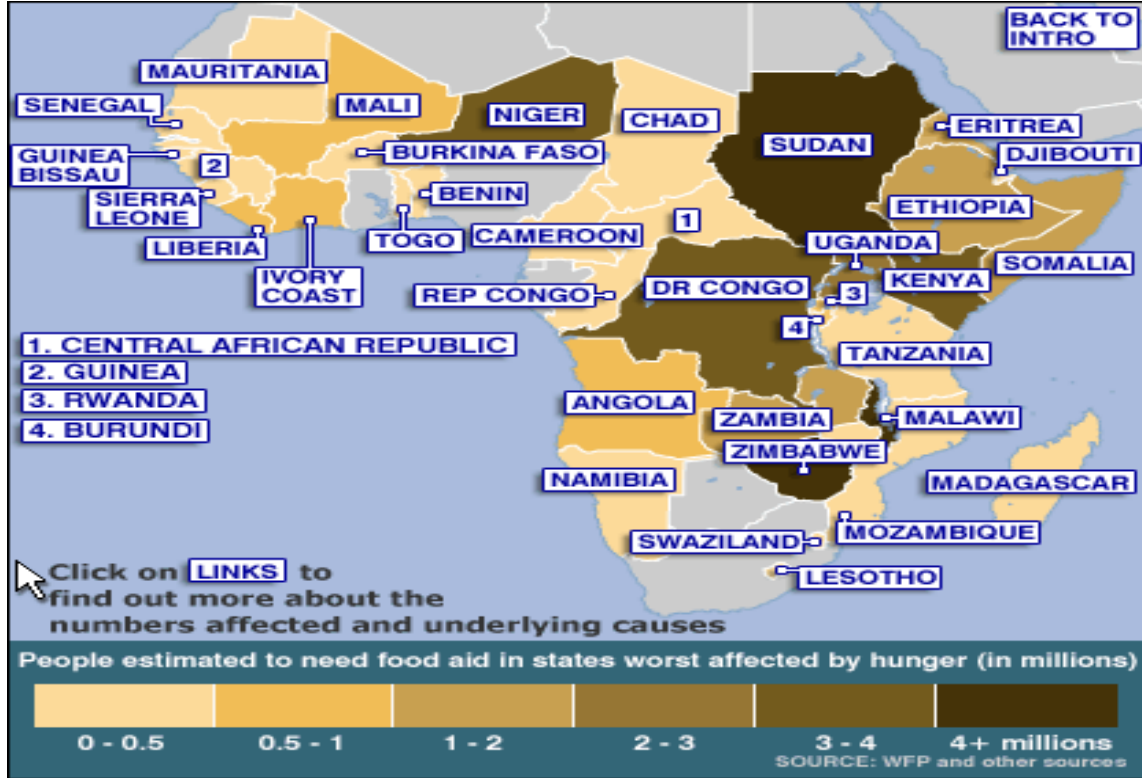 BACK TO
INTRO
MAURITANIA
SENEGAL
MALI
NIGER
CHAD
SUDAN
ERITREA
DJIBOUTI
GUINEA
BISSAU
2
BURKINA FASO
SIERRA
LEONE
BENIN
ETHIOPIA
LIBERIA
TOGO
CAMEROON
1
UGANDA
IVORY
COAST
REP CONGO
DR CONGO
KENYA
SOMALIA
3
4
1. CENTRAL AFRICAN REPUBLIC
2. GUINEA
3. RWANDA
4. BURUNDI
TANZANIA
ANGOLA
ZAMBIA
MALAWI
ZIMBABWE
NAMIBIA
MADAGASCAR
SWAZILAND
MOZAMBIQUE
LESOTHO
Click on LINKS to
find out more about the
numbers affected and underlying causes
People estimated to need food aid in states worst affected by hunger (in millions)
0 - 0.5 0.5 - 1 1 - 2 2 - 3 3 - 4 4+ millions
SOURCE: WFP and other sources